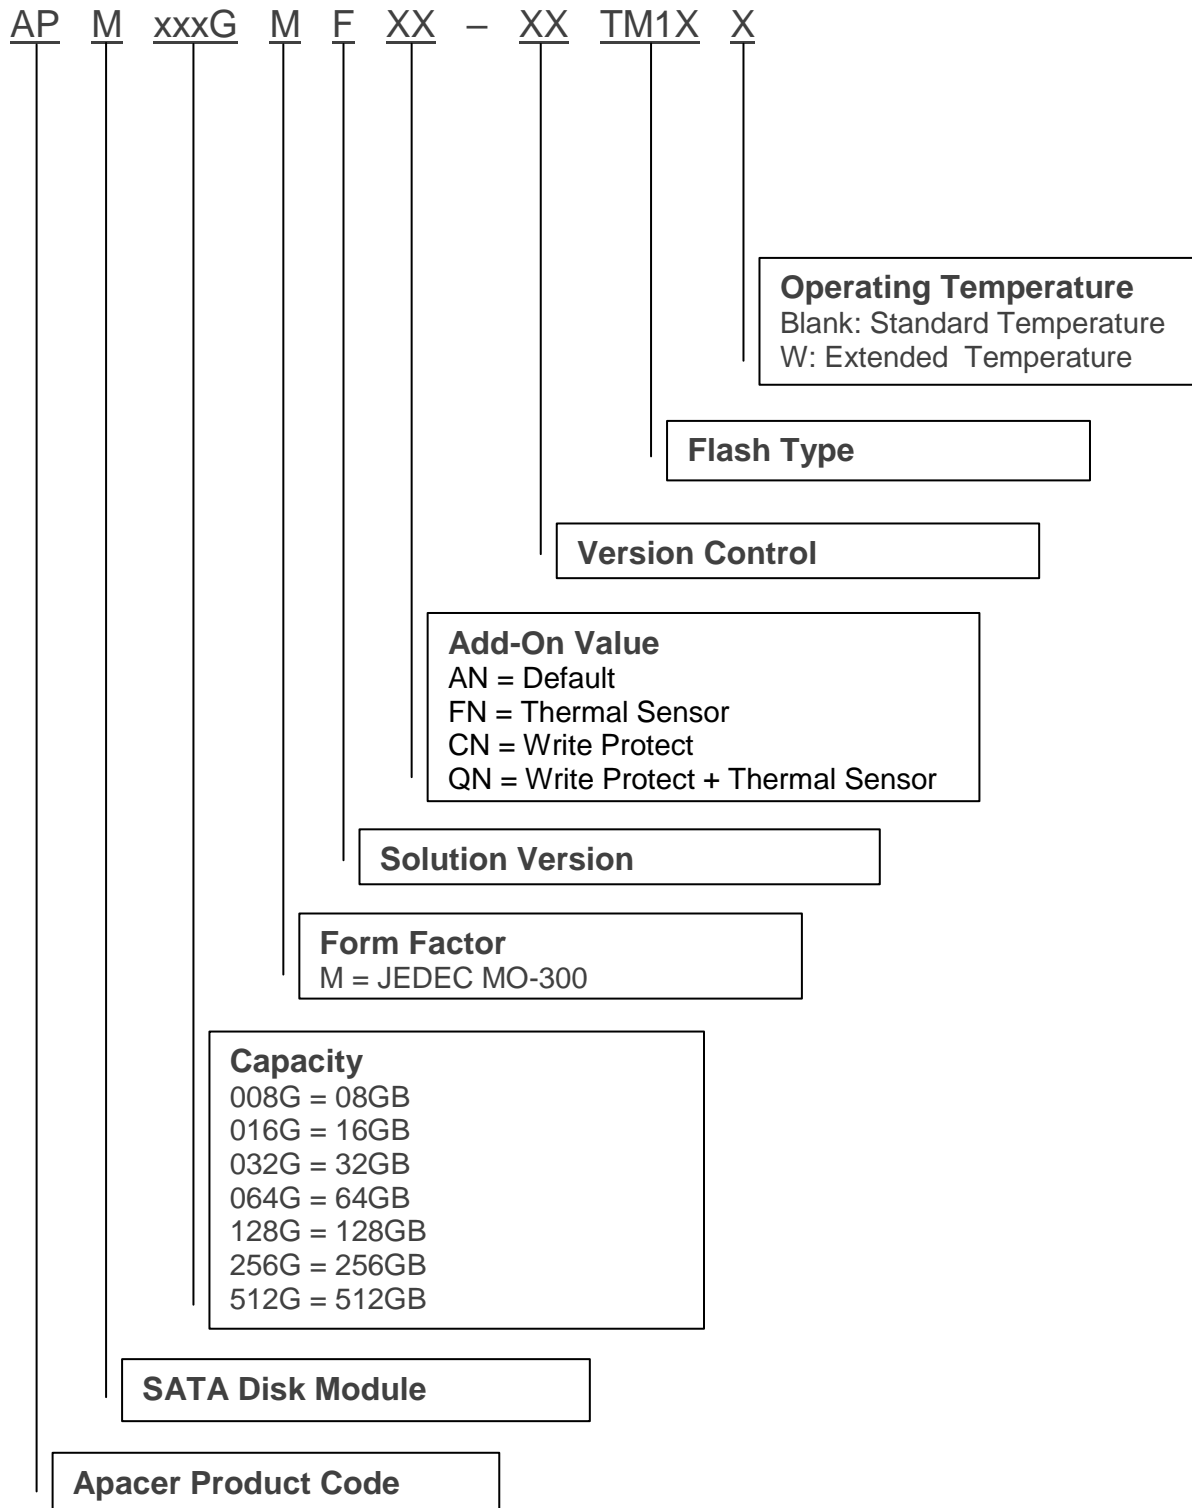 AP M xxxG M F XX – XX TM1X X
Operating Temperature
Blank: Standard Temperature
W: Extended Temperature
Flash Type
Version Control
Add-On Value
AN = Default
FN = Thermal Sensor
CN = Write Protect
QN = Write Protect + Thermal Sensor
Solution Version
Form Factor
M = JEDEC MO-300
Capacity
008G = 08GB
016G = 16GB
032G = 32GB
064G = 64GB
128G = 128GB
256G = 256GB
512G = 512GB
SATA Disk Module
Apacer Product Code